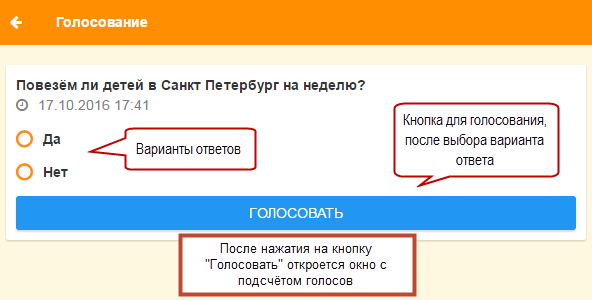 Голосование
Повезём ли детей в Санкт Петербург на неделю?
17.10.2016 17:41
Да
Нет
Варианты ответов
Кнопка для голосования,
после выбора варианта
ответа
ГОЛОСОВАТЬ
После нажатия на кнопку
"Голосовать" откроется окно с
подсчётом голосов